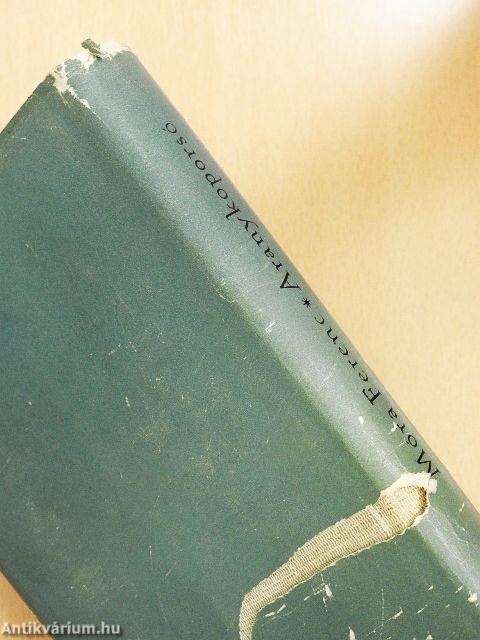 Móra Ferenc * Aranykoporsó
Antikvárium.hu